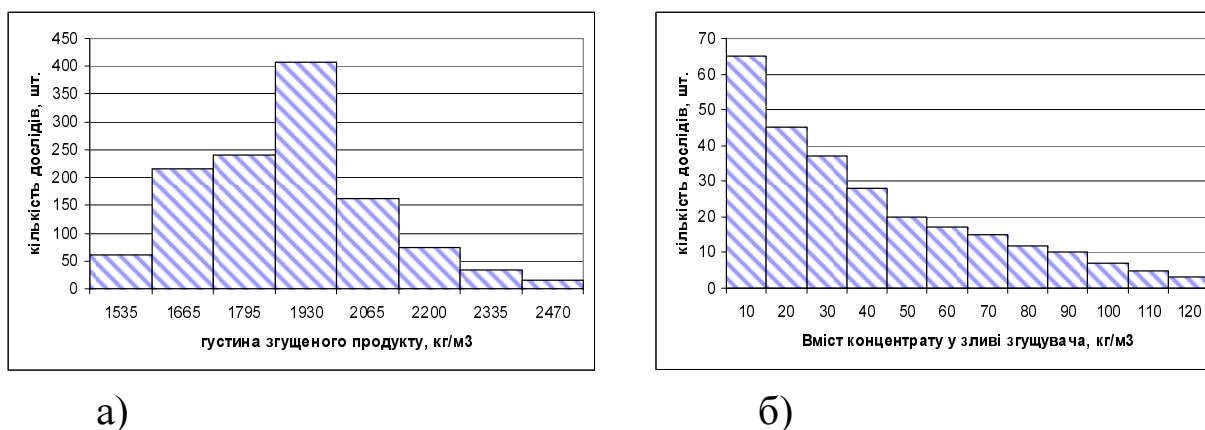 кількість дослідів, шт.
450
400
350
300
250
200
150
100
50
0
1535 1665 1795 1930 2065 2200 2335 2470
густина згущеного продукту, кг/м3
а)
кількість дослідів, шт.
70
60
50
40
30
20
10
0
10 20 30 40 50 60 70 80 90 100 110 120
Вміст концентрату у зливі згущувача, кг/м3
б)